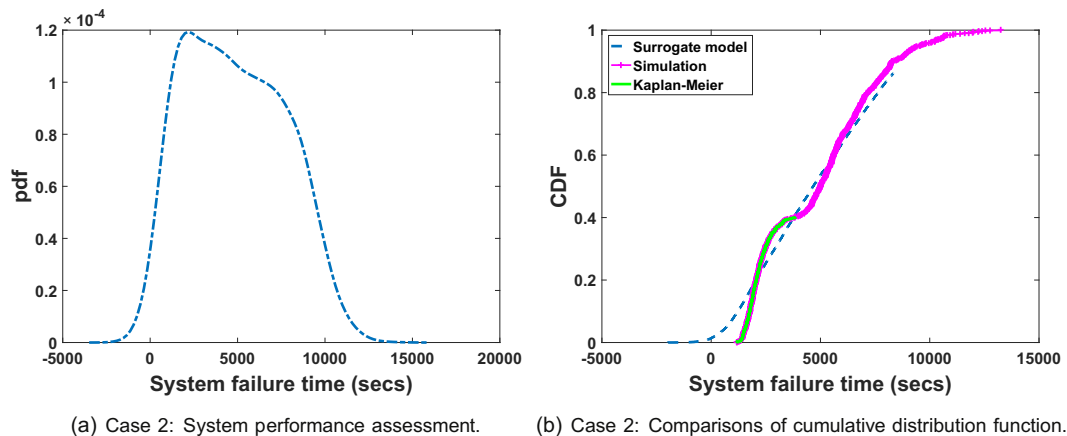 × 10⁻⁴
1.2
1
0.8
0.6
0.4
0.2
0
pdf
-5000 0 5000 10000 15000 20000
System failure time (secs)
(a) Case 2: System performance assessment.
1
0.8
0.6
0.4
0.2
0
CDF
Surrogate model
Simulation
Kaplan-Meier
-5000 0 5000 10000 15000
System failure time (secs)
(b) Case 2: Comparisons of cumulative distribution function.